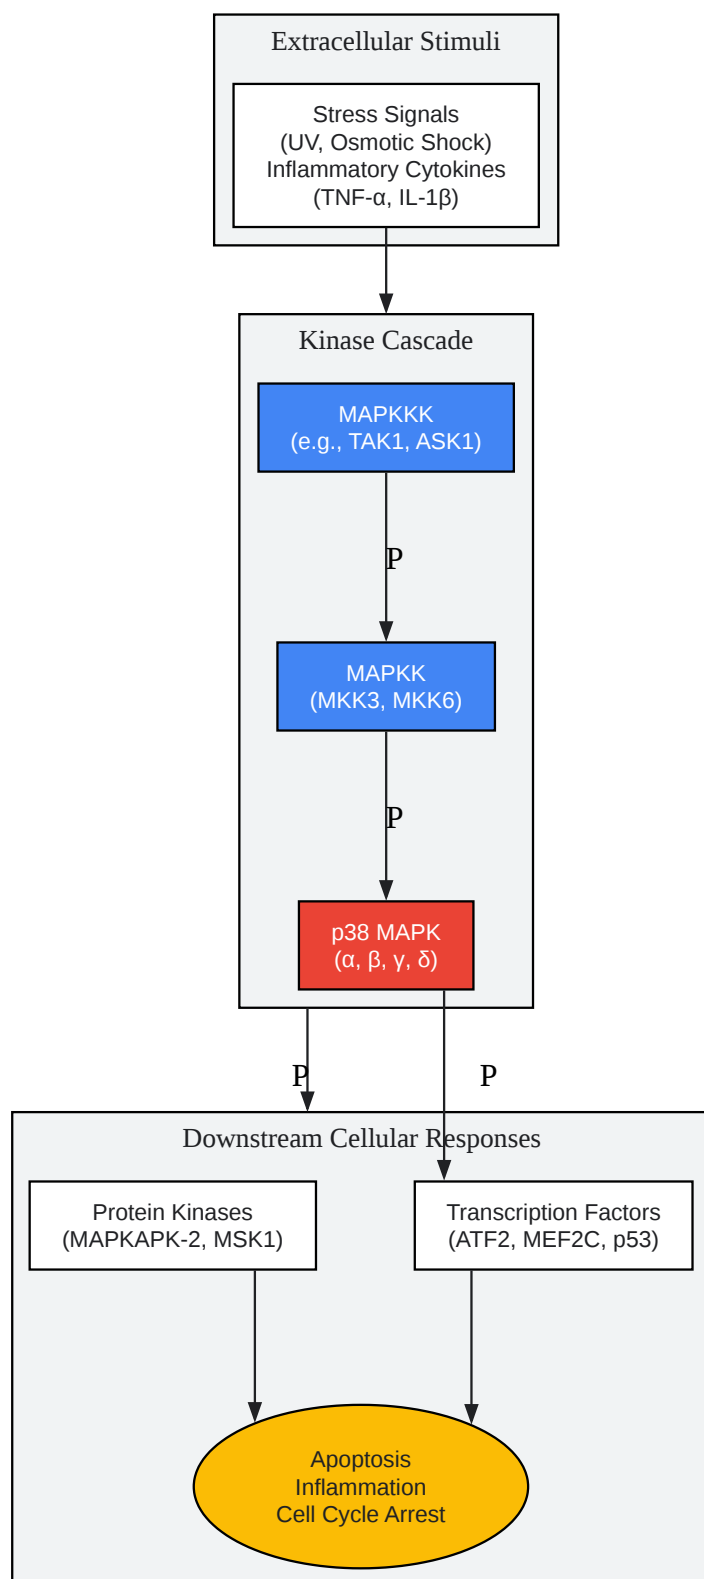 Extracellular Stimuli
Stress Signals
(UV, Osmotic Shock)
Inflammatory Cytokines
(TNF-α, IL-1β)
Kinase Cascade
MAPKKK
(e.g., TAK1, ASK1)
P
MAPKK
(MKK3, MKK6)
P
p38 MAPK
(α, β, γ, δ)
P
P
Downstream Cellular Responses
Protein Kinases
(MAPKAPK-2, MSK1)
Transcription Factors
(ATF2, MEF2C, p53)
Apoptosis
Inflammation
Cell Cycle Arrest